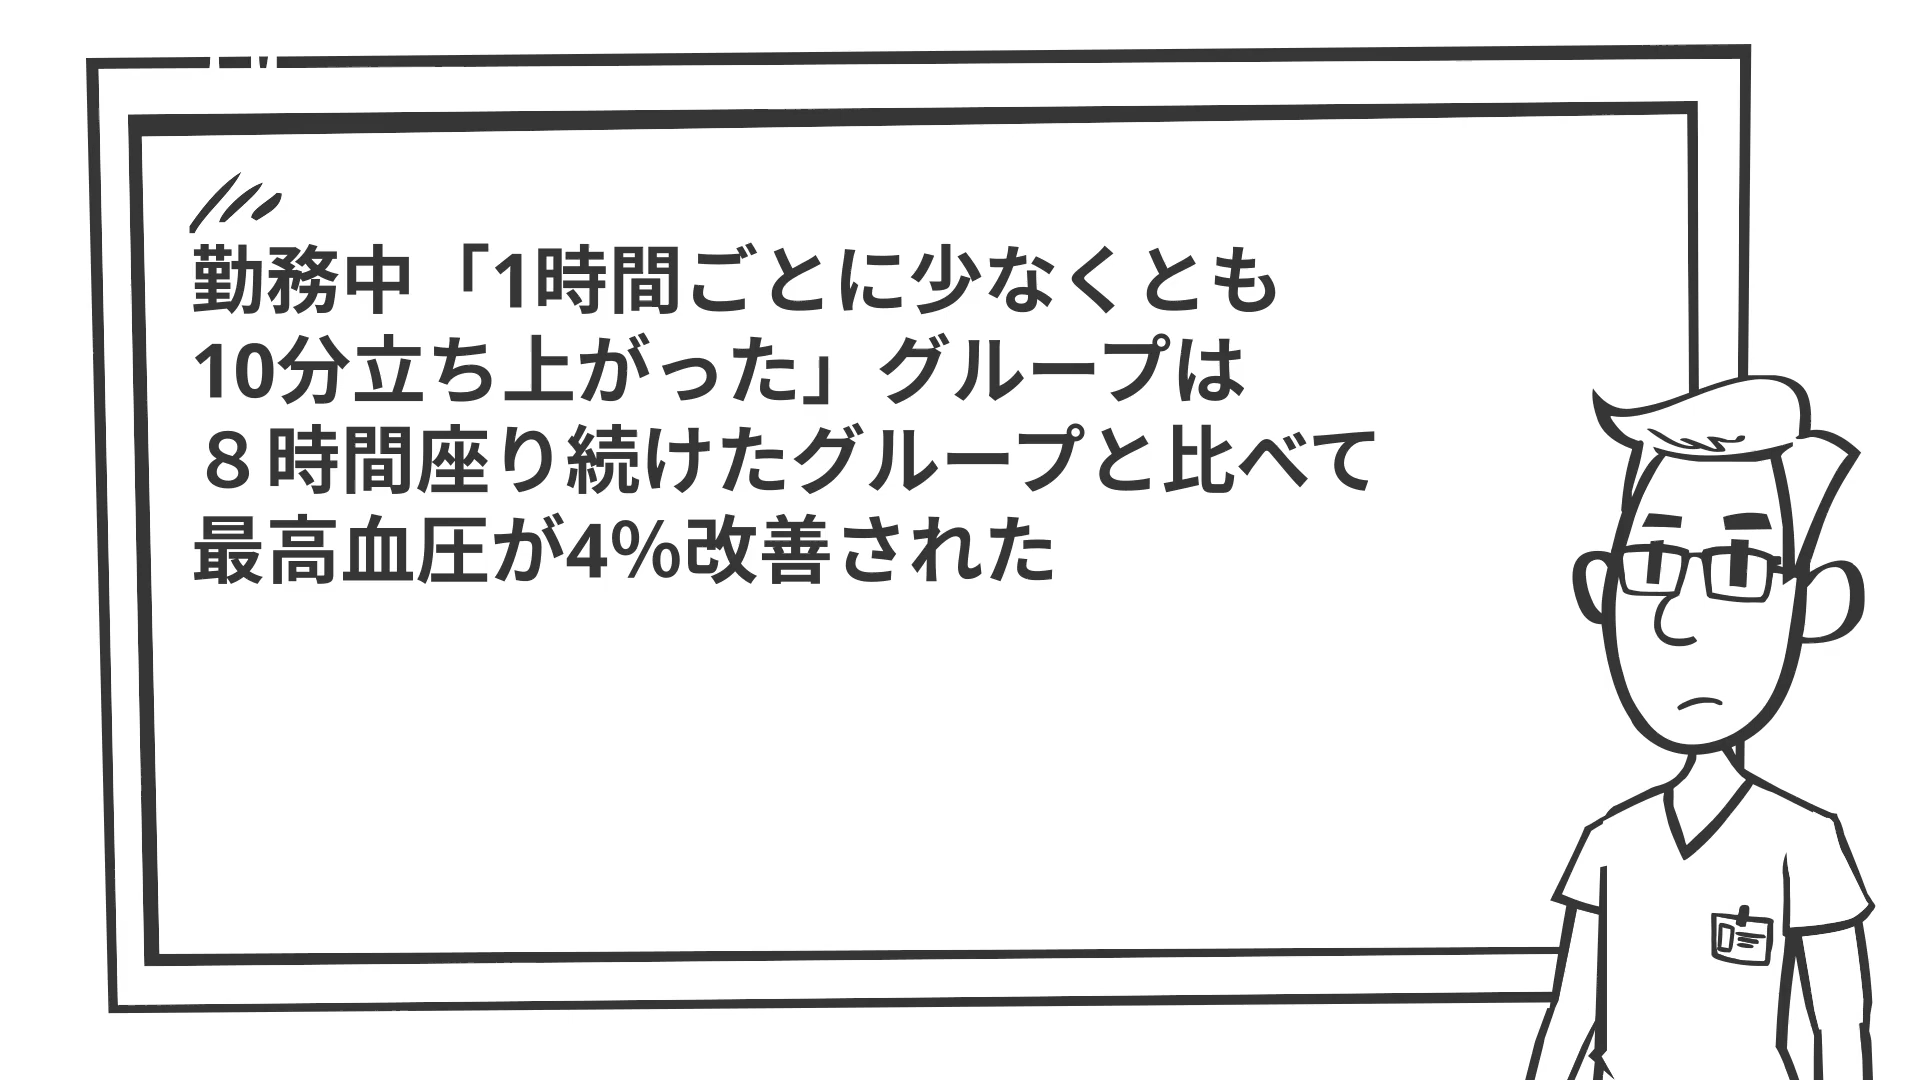 勤務中「1時間ごとに少なくとも
10分立ち上がった」グループは
８時間座り続けたグループと比べて
最高血圧が4%改善された